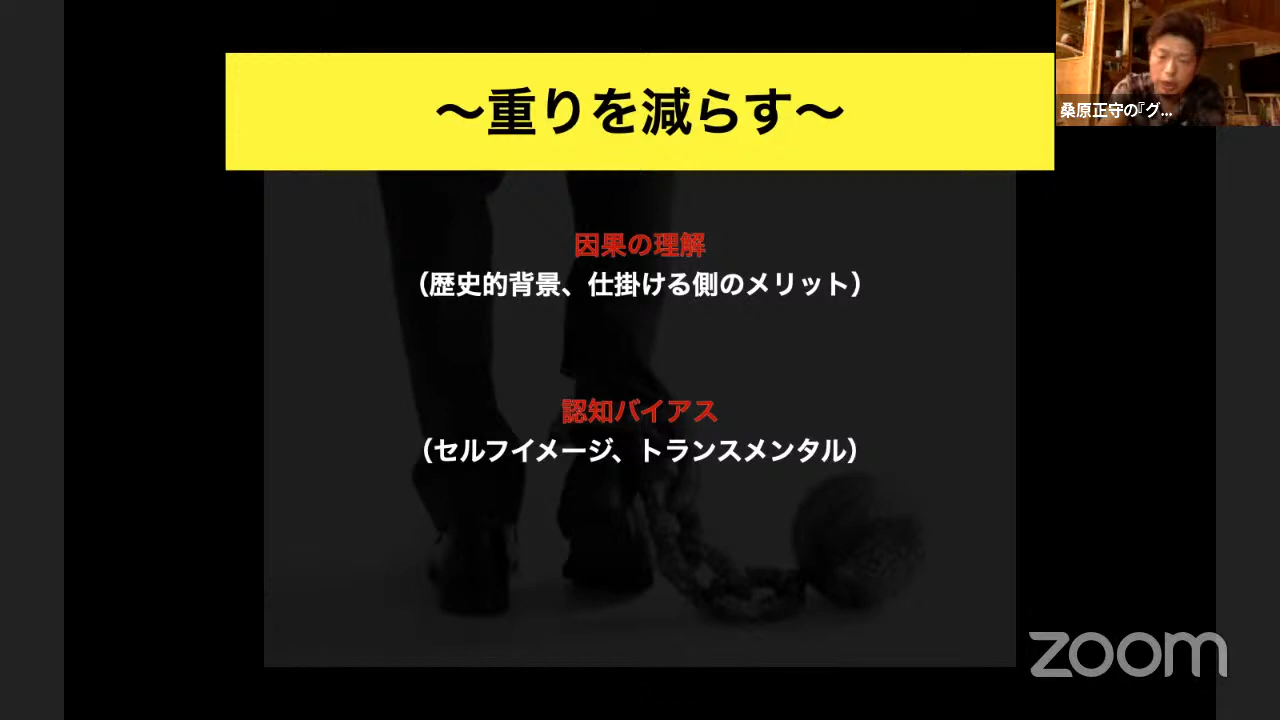 ～重りを減らす～
桑原正守の『グ...
因果の理解
（歴史的背景、仕掛ける側のメリット）
認知バイアス
（セルフイメージ、トランスメンタル）
zoom